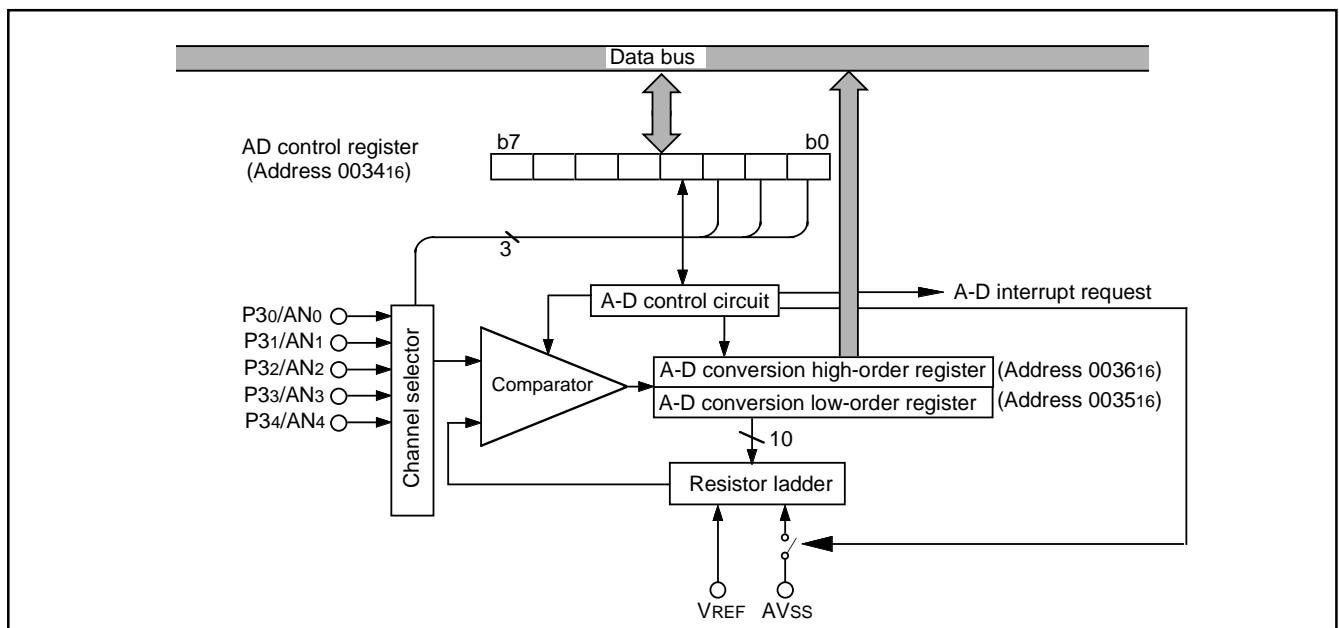 Data bus
AD control register
(Address 003416)
b7
b0
3
A-D control circuit
A-D interrupt request
P30/AN0
P31/AN1
P32/AN2
P33/AN3
P34/AN4
Channel selector
Comparator
A-D conversion high-order register
(Address 003616)
A-D conversion low-order register
(Address 003516)
10
Resistor ladder
VREF
AVSS